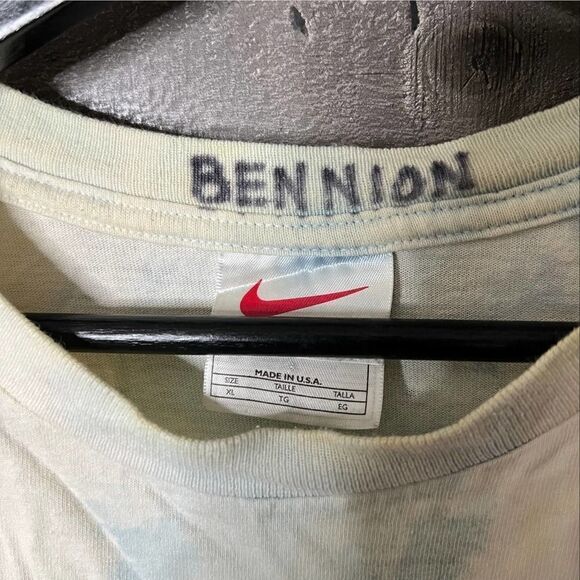 BENNION
MADE IN U.S.A.
SIZE TAILLE TALLA
XL TG EG